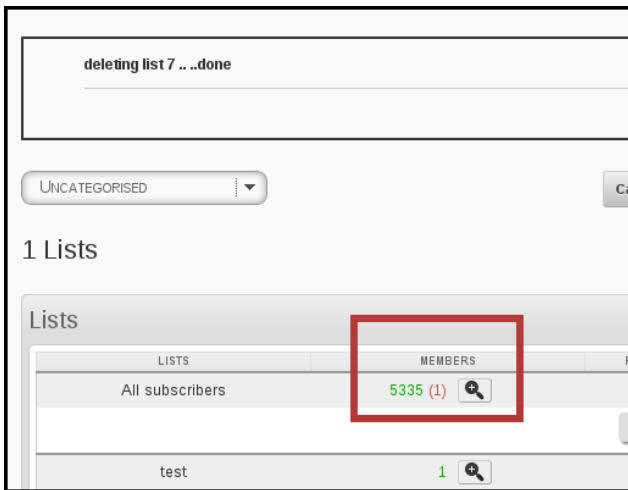 deleting list 7 .. ..done
UNCATEGORISED
1 Lists
Lists
LISTS MEMBERS
All subscribers 5335 (1)
test 1